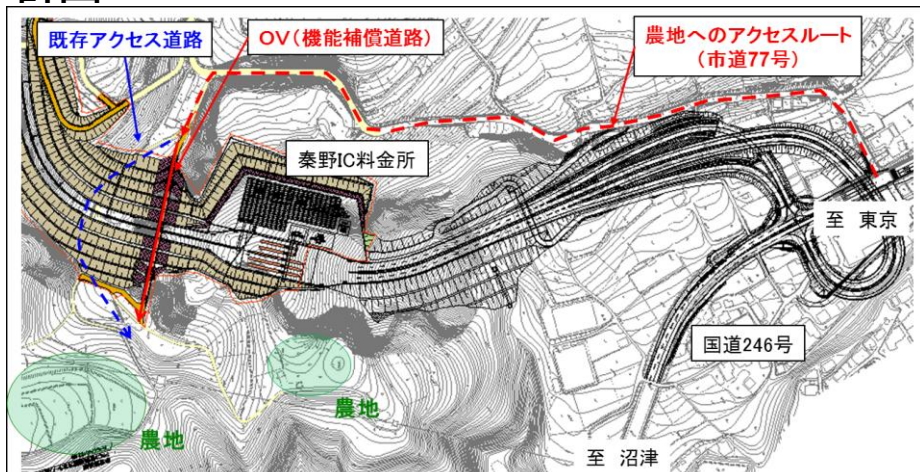 既存アクセス道路
OV(機能補償道路)
農地へのアクセスルート
(市道77号)
秦野IC料金所
至 東京
国道246号
農地
農地
至 沼津